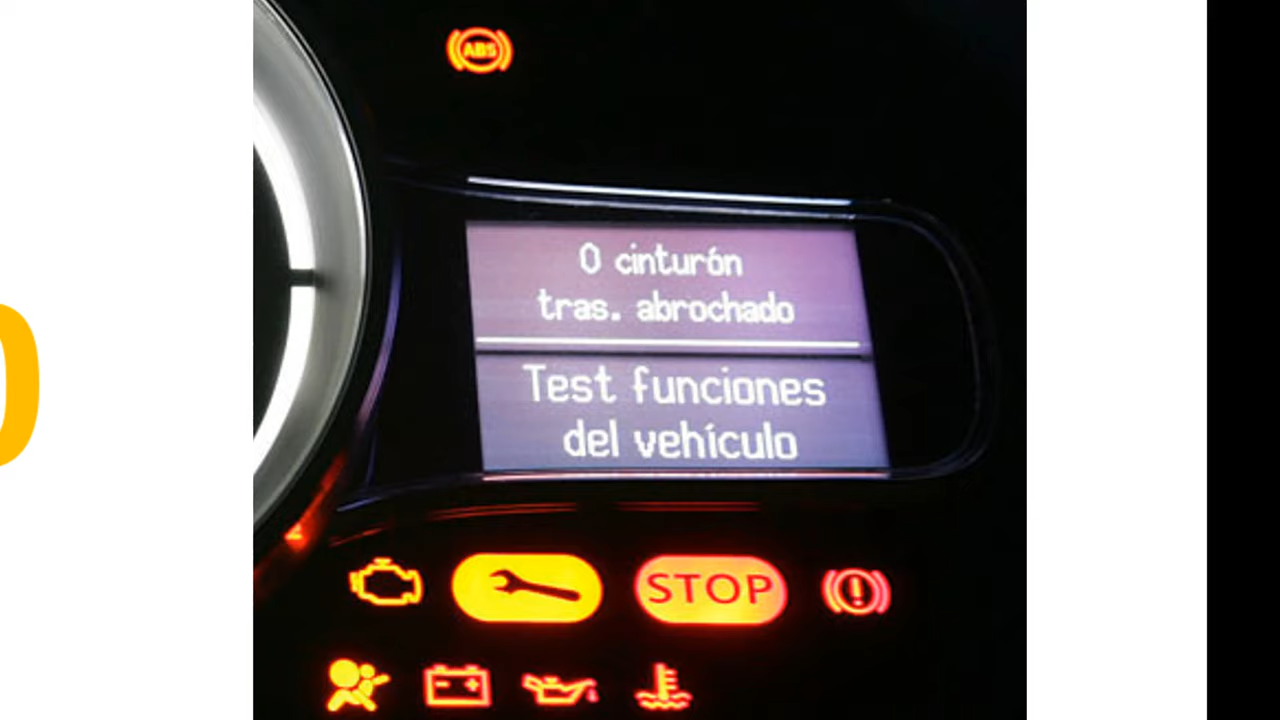 ABS
0 cinturón
tras. abrochado
Test funciones
del vehículo
STOP